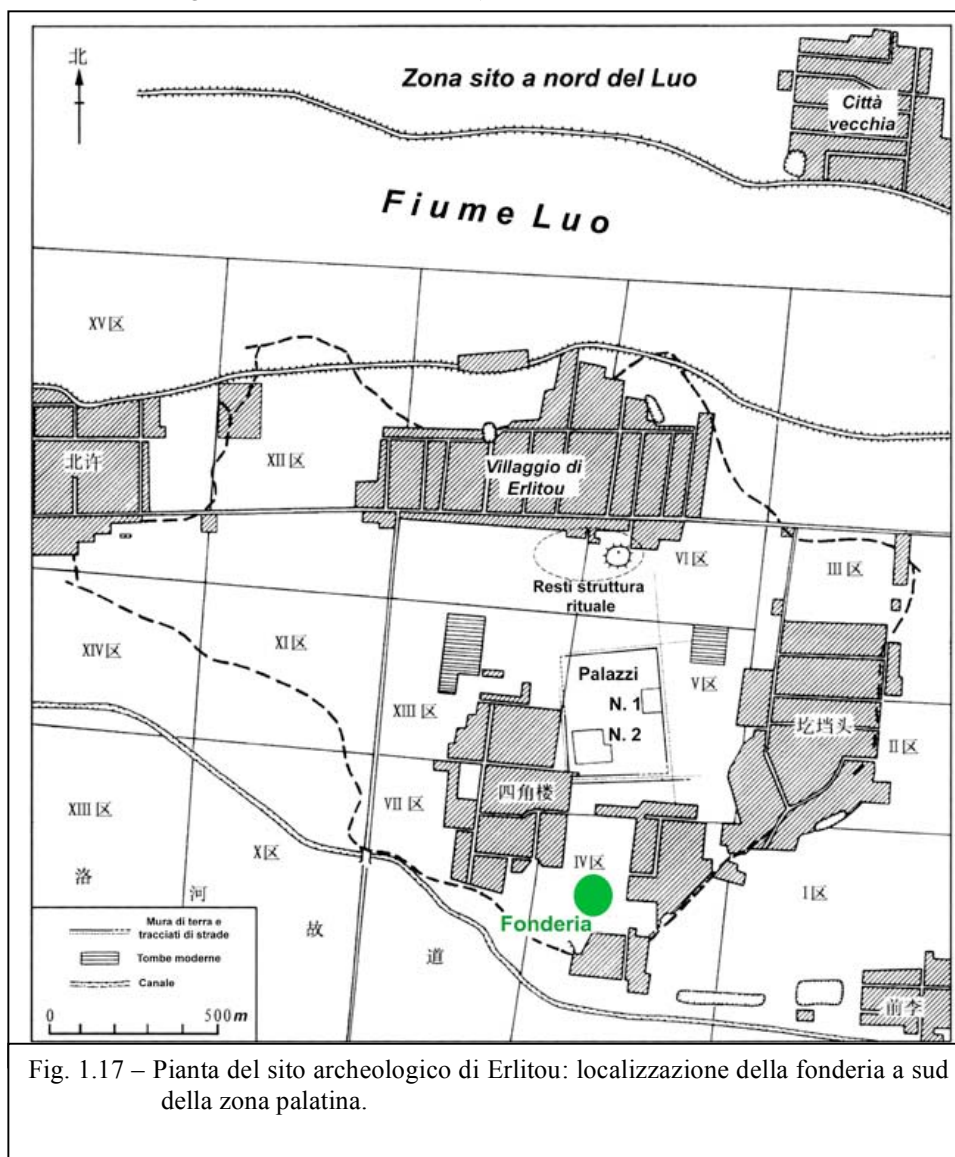 北
Zona sito a nord del Luo
Città
vecchia
Fiume Luo
XV区
北许
XII区
Villaggio di
Erlitou
VI区
III区
Resti struttura
rituale
XIV区
XI区
Palazzi
V区
N. 1
XIII区
N. 2
圪垱头
II区
四角楼
VII区
XIII区
X区
IV区
I区
洛
河
故
道
Fonderia
前李
Mura di terra e
tracciati di strade
Tombe moderne
Canale
0 500 m
Fig. 1.17 – Pianta del sito archeologico di Erlitou: localizzazione della fonderia a sud
della zona palatina.